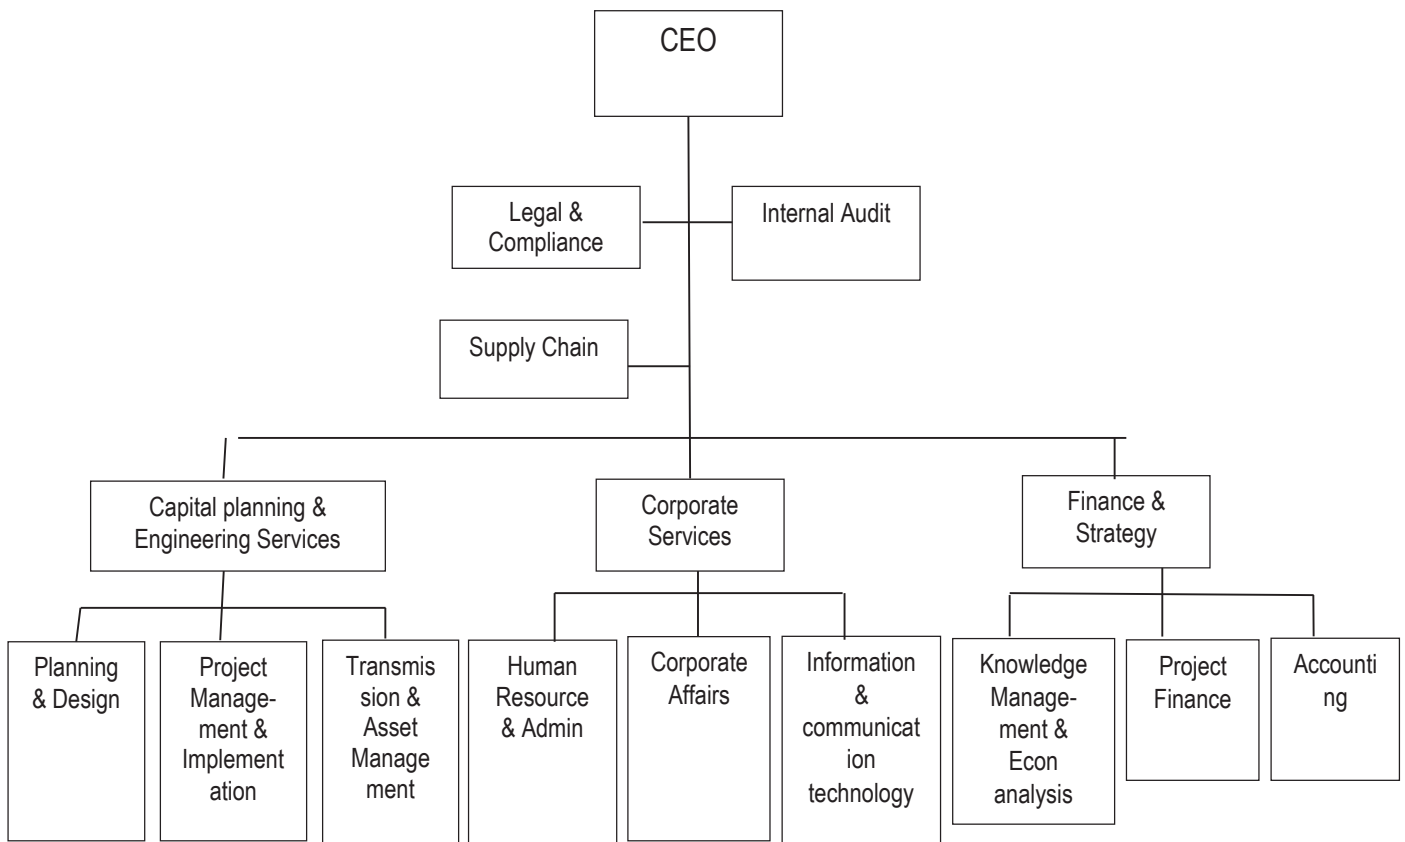 CEO
Legal &
Compliance
Internal Audit
Supply Chain
Capital planning &
Engineering Services
Corporate
Services
Finance &
Strategy
Planning
& Design
Project
Manage-
ment &
Implement
ation
Transmis
sion &
Asset
Manage
ment
Human
Resource
& Admin
Corporate
Affairs
Information
&
communicat
ion
technology
Knowledge
Manage-
ment &
Econ
analysis
Project
Finance
Accounti
ng